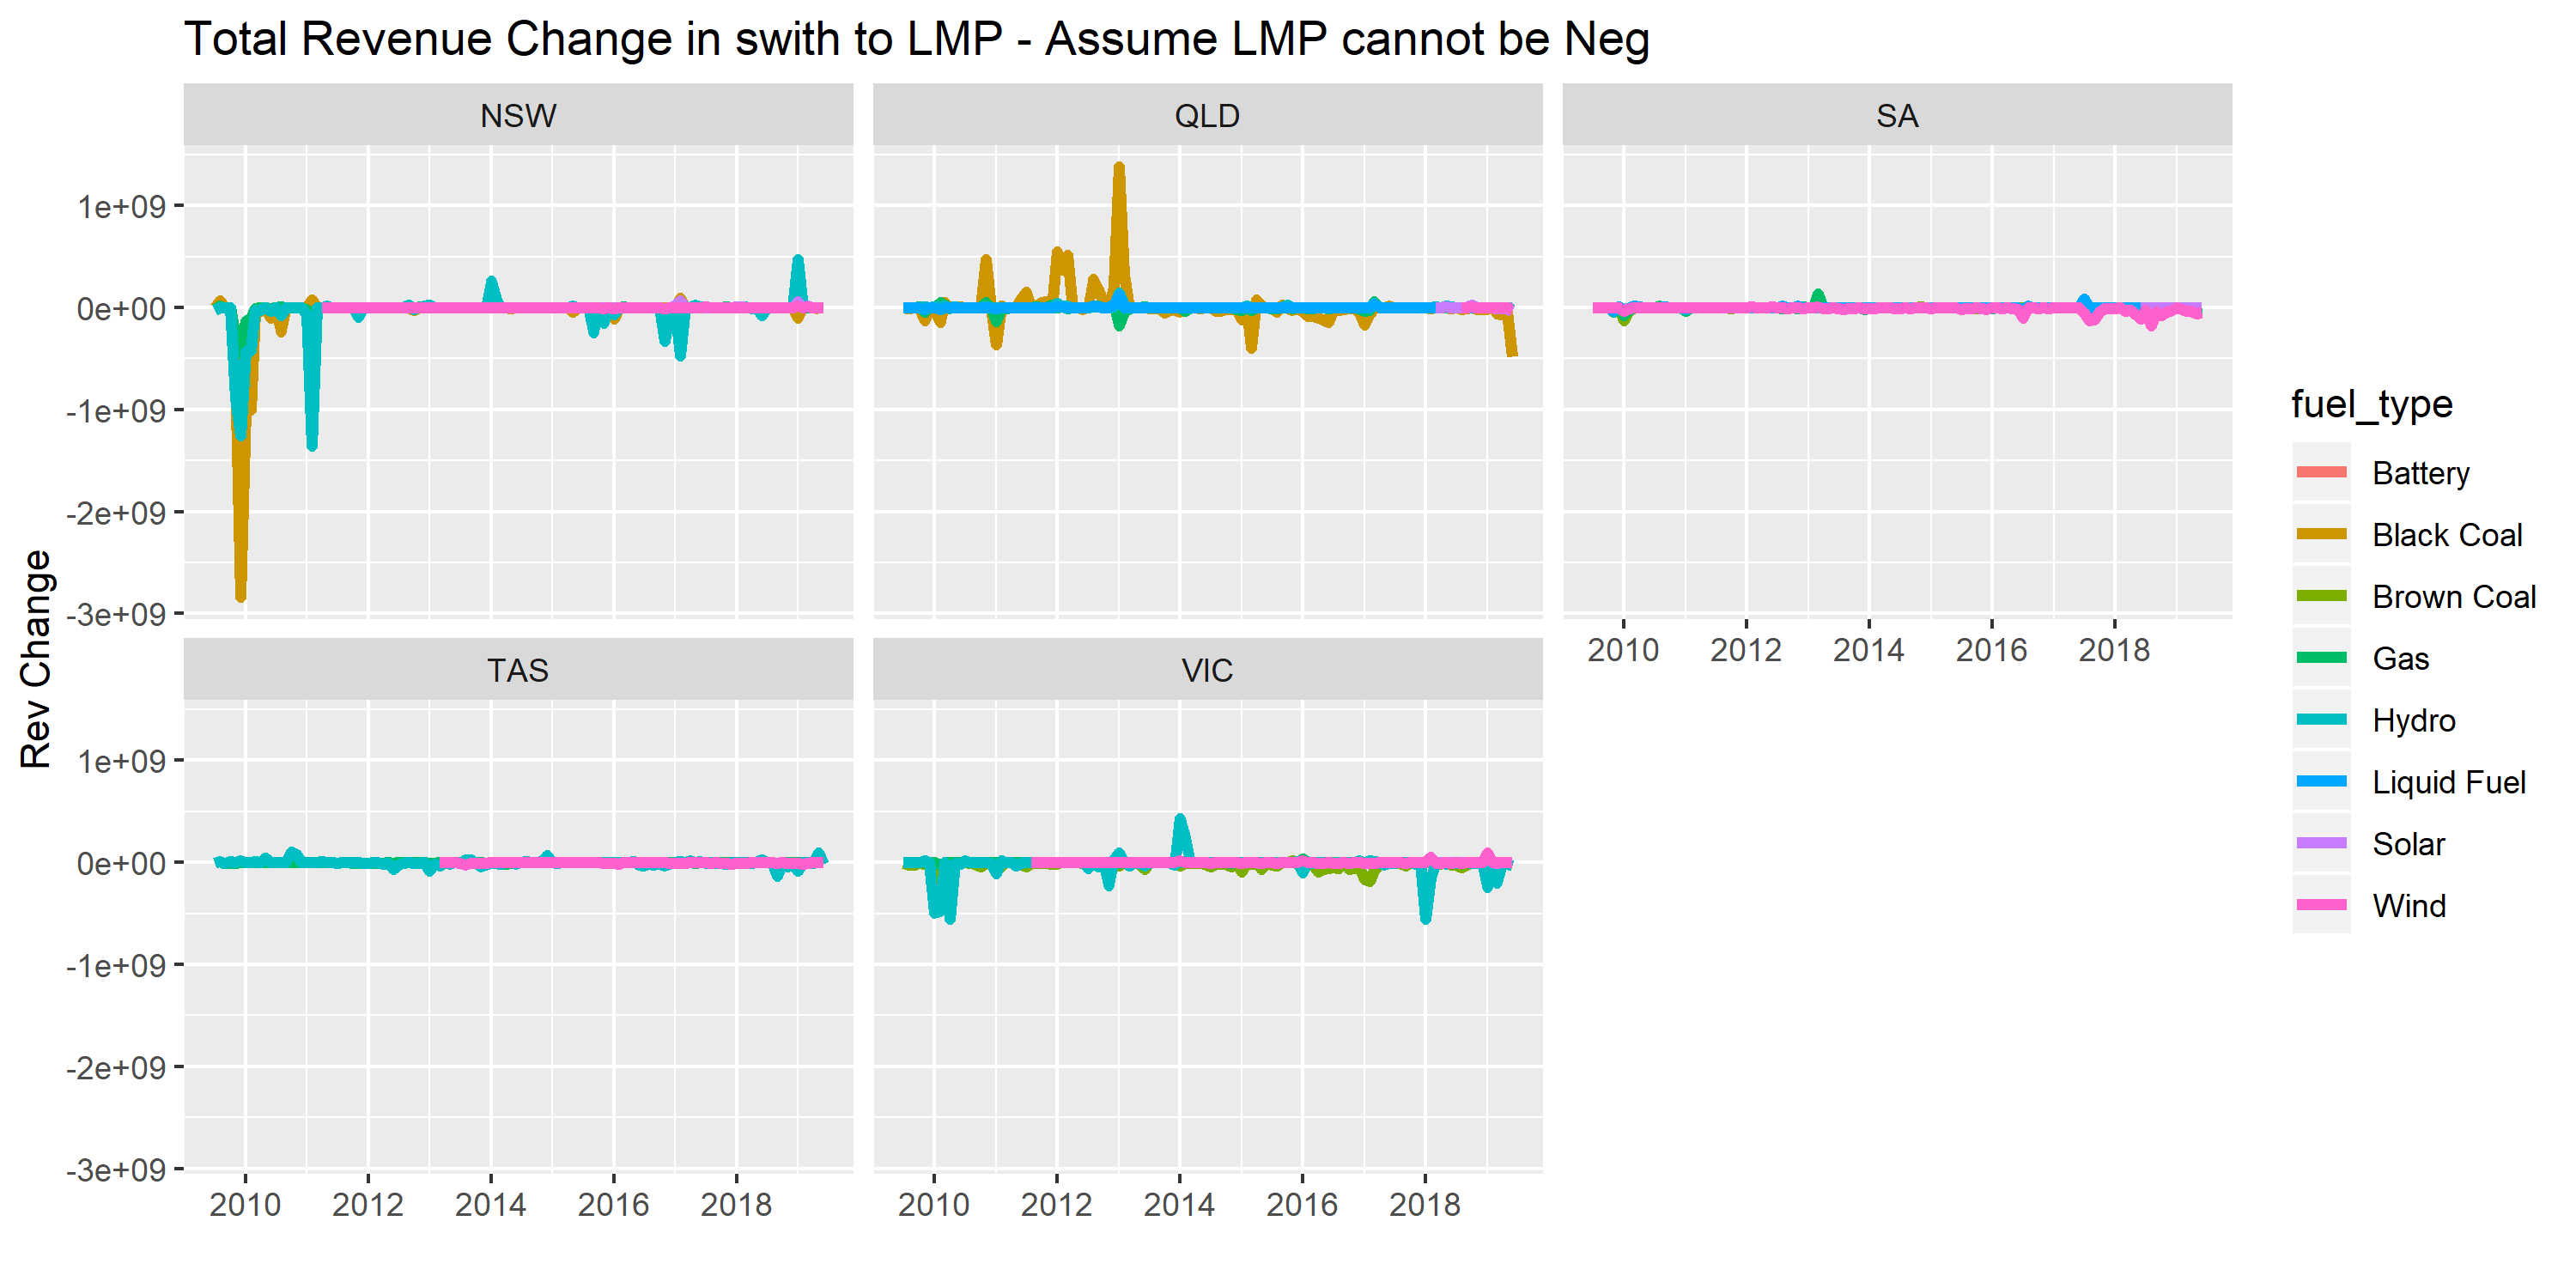 Total Revenue Change in swith to LMP - Assume LMP cannot be Neg
NSW
QLD
SA
1e+09
0e+00
-1e+09
-2e+09
-3e+09
2010 2012 2014 2016 2018
TAS
VIC
1e+09
0e+00
-1e+09
-2e+09
-3e+09
2010 2012 2014 2016 2018
2010 2012 2014 2016 2018
Rev Change
fuel_type
Battery
Black Coal
Brown Coal
Gas
Hydro
Liquid Fuel
Solar
Wind